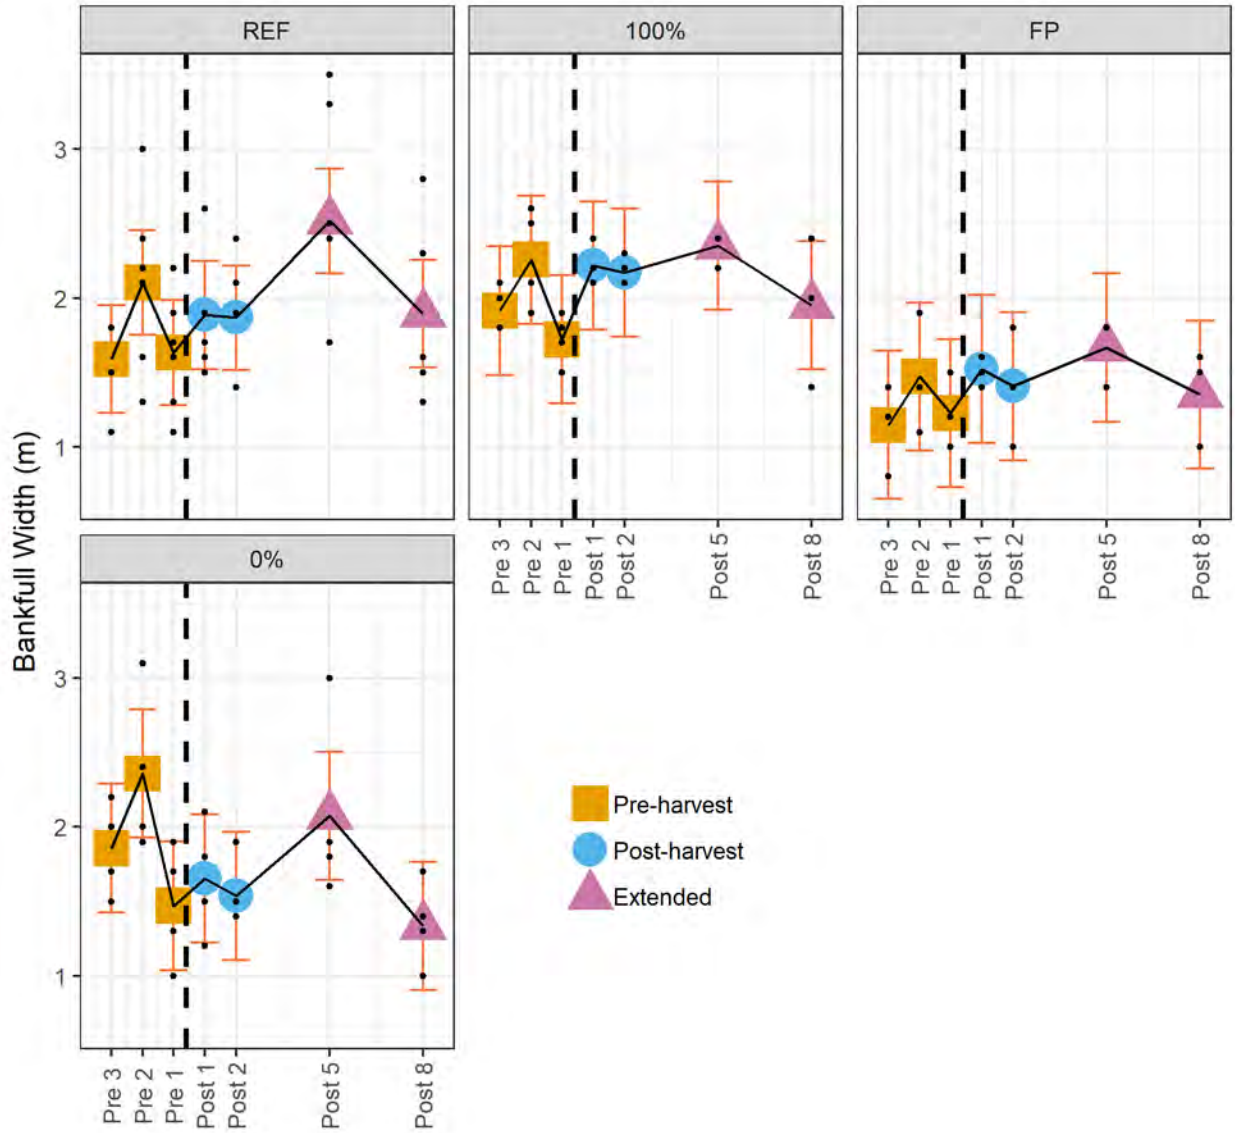 REF
100%
FP
3
2
1
Pre 3
Pre 2
Pre 1
Post 1
Post 2
Post 5
Post 8
Pre 3
Pre 2
Pre 1
Post 1
Post 2
Post 5
Post 8
Bankfull Width (m)
0%
3
2
1
Pre 3
Pre 2
Pre 1
Post 1
Post 2
Post 5
Post 8
Pre-harvest
Post-harvest
Extended